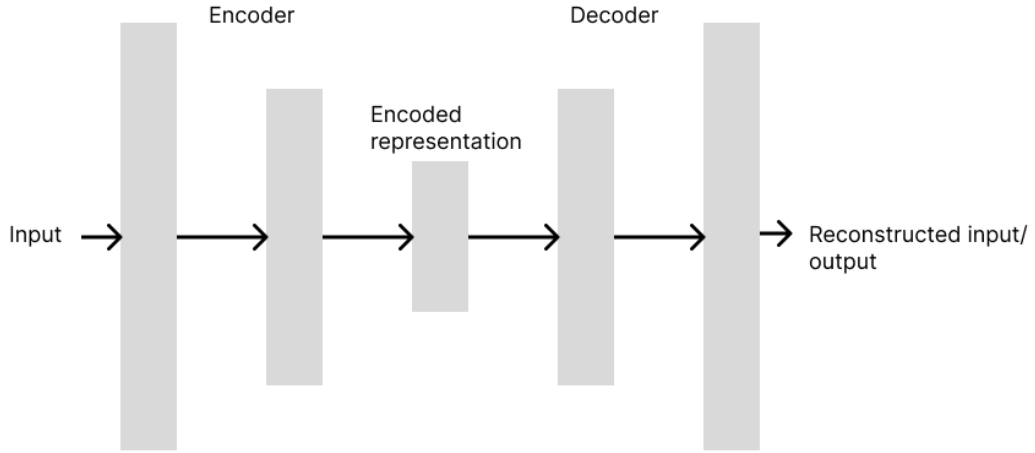 Encoder
Decoder
Encoded
representation
Input
Reconstructed input/
output